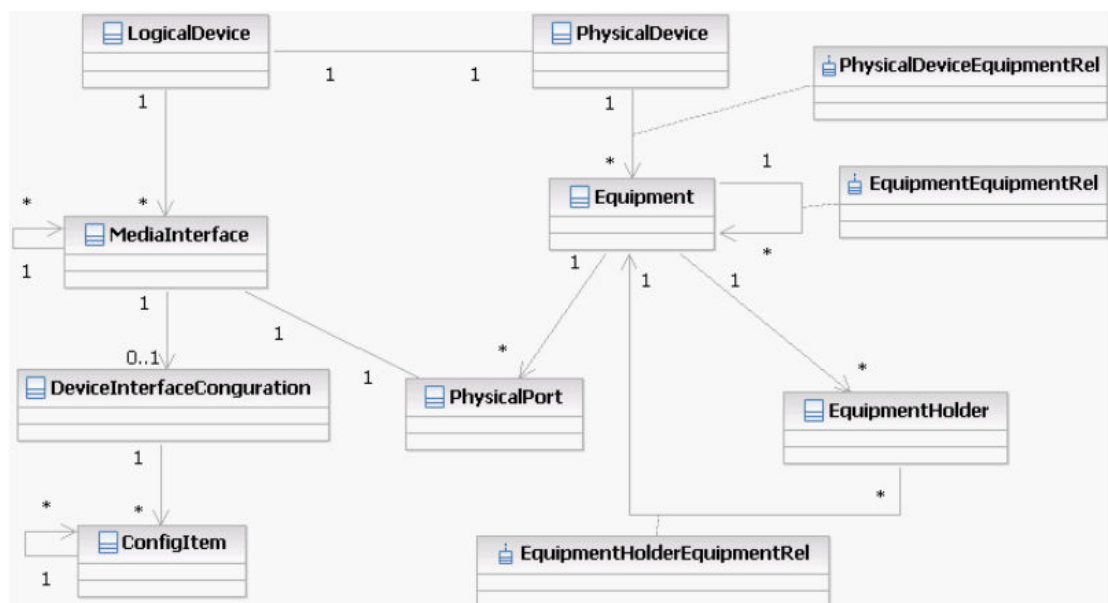 LogicalDevice
PhysicalDevice
PhysicalDeviceEquipmentRel
1
1
1
1
*
1
Equipment
EquipmentEquipmentRel
*
*
*
MediaInterface
1
1
1
1
1
1
0..1
*
*
DeviceInterfaceConguration
1
PhysicalPort
EquipmentHolder
1
*
*
*
ConfigItem
1
EquipmentHolderEquipmentRel